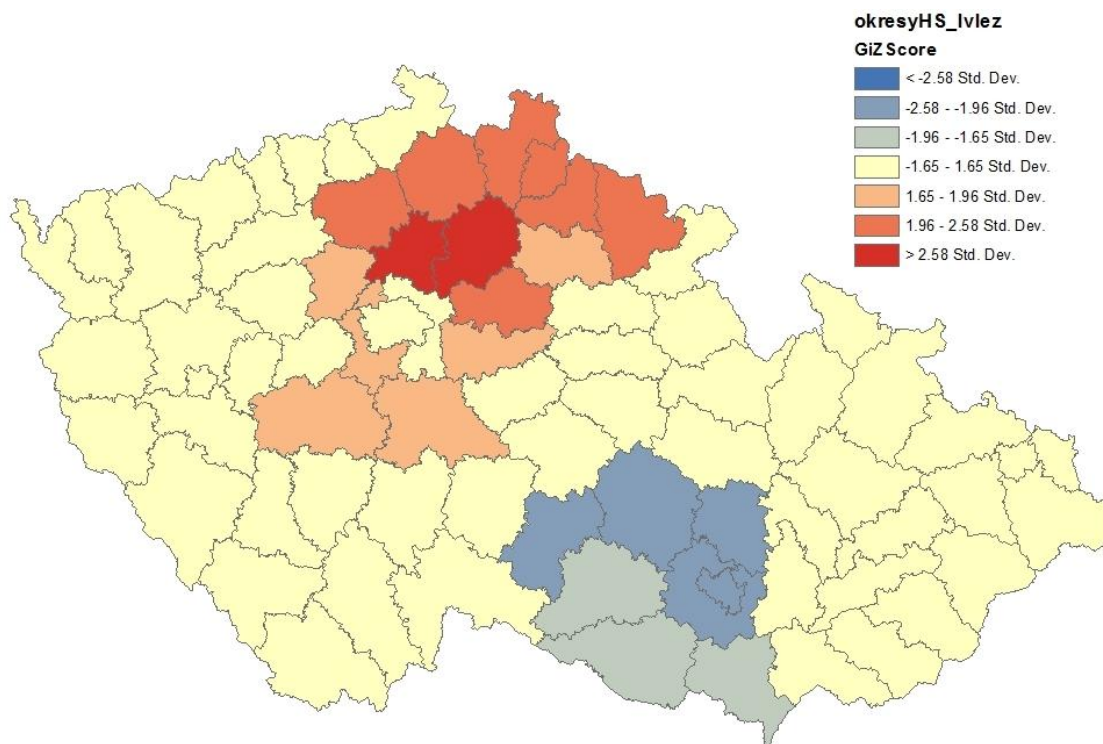 okresyHS_lvlez
GiZScore
< -2.58 Std. Dev.
-2.58 - -1.96 Std. Dev.
-1.96 - -1.65 Std. Dev.
-1.65 - 1.65 Std. Dev.
1.65 - 1.96 Std. Dev.
1.96 - 2.58 Std. Dev.
> 2.58 Std. Dev.